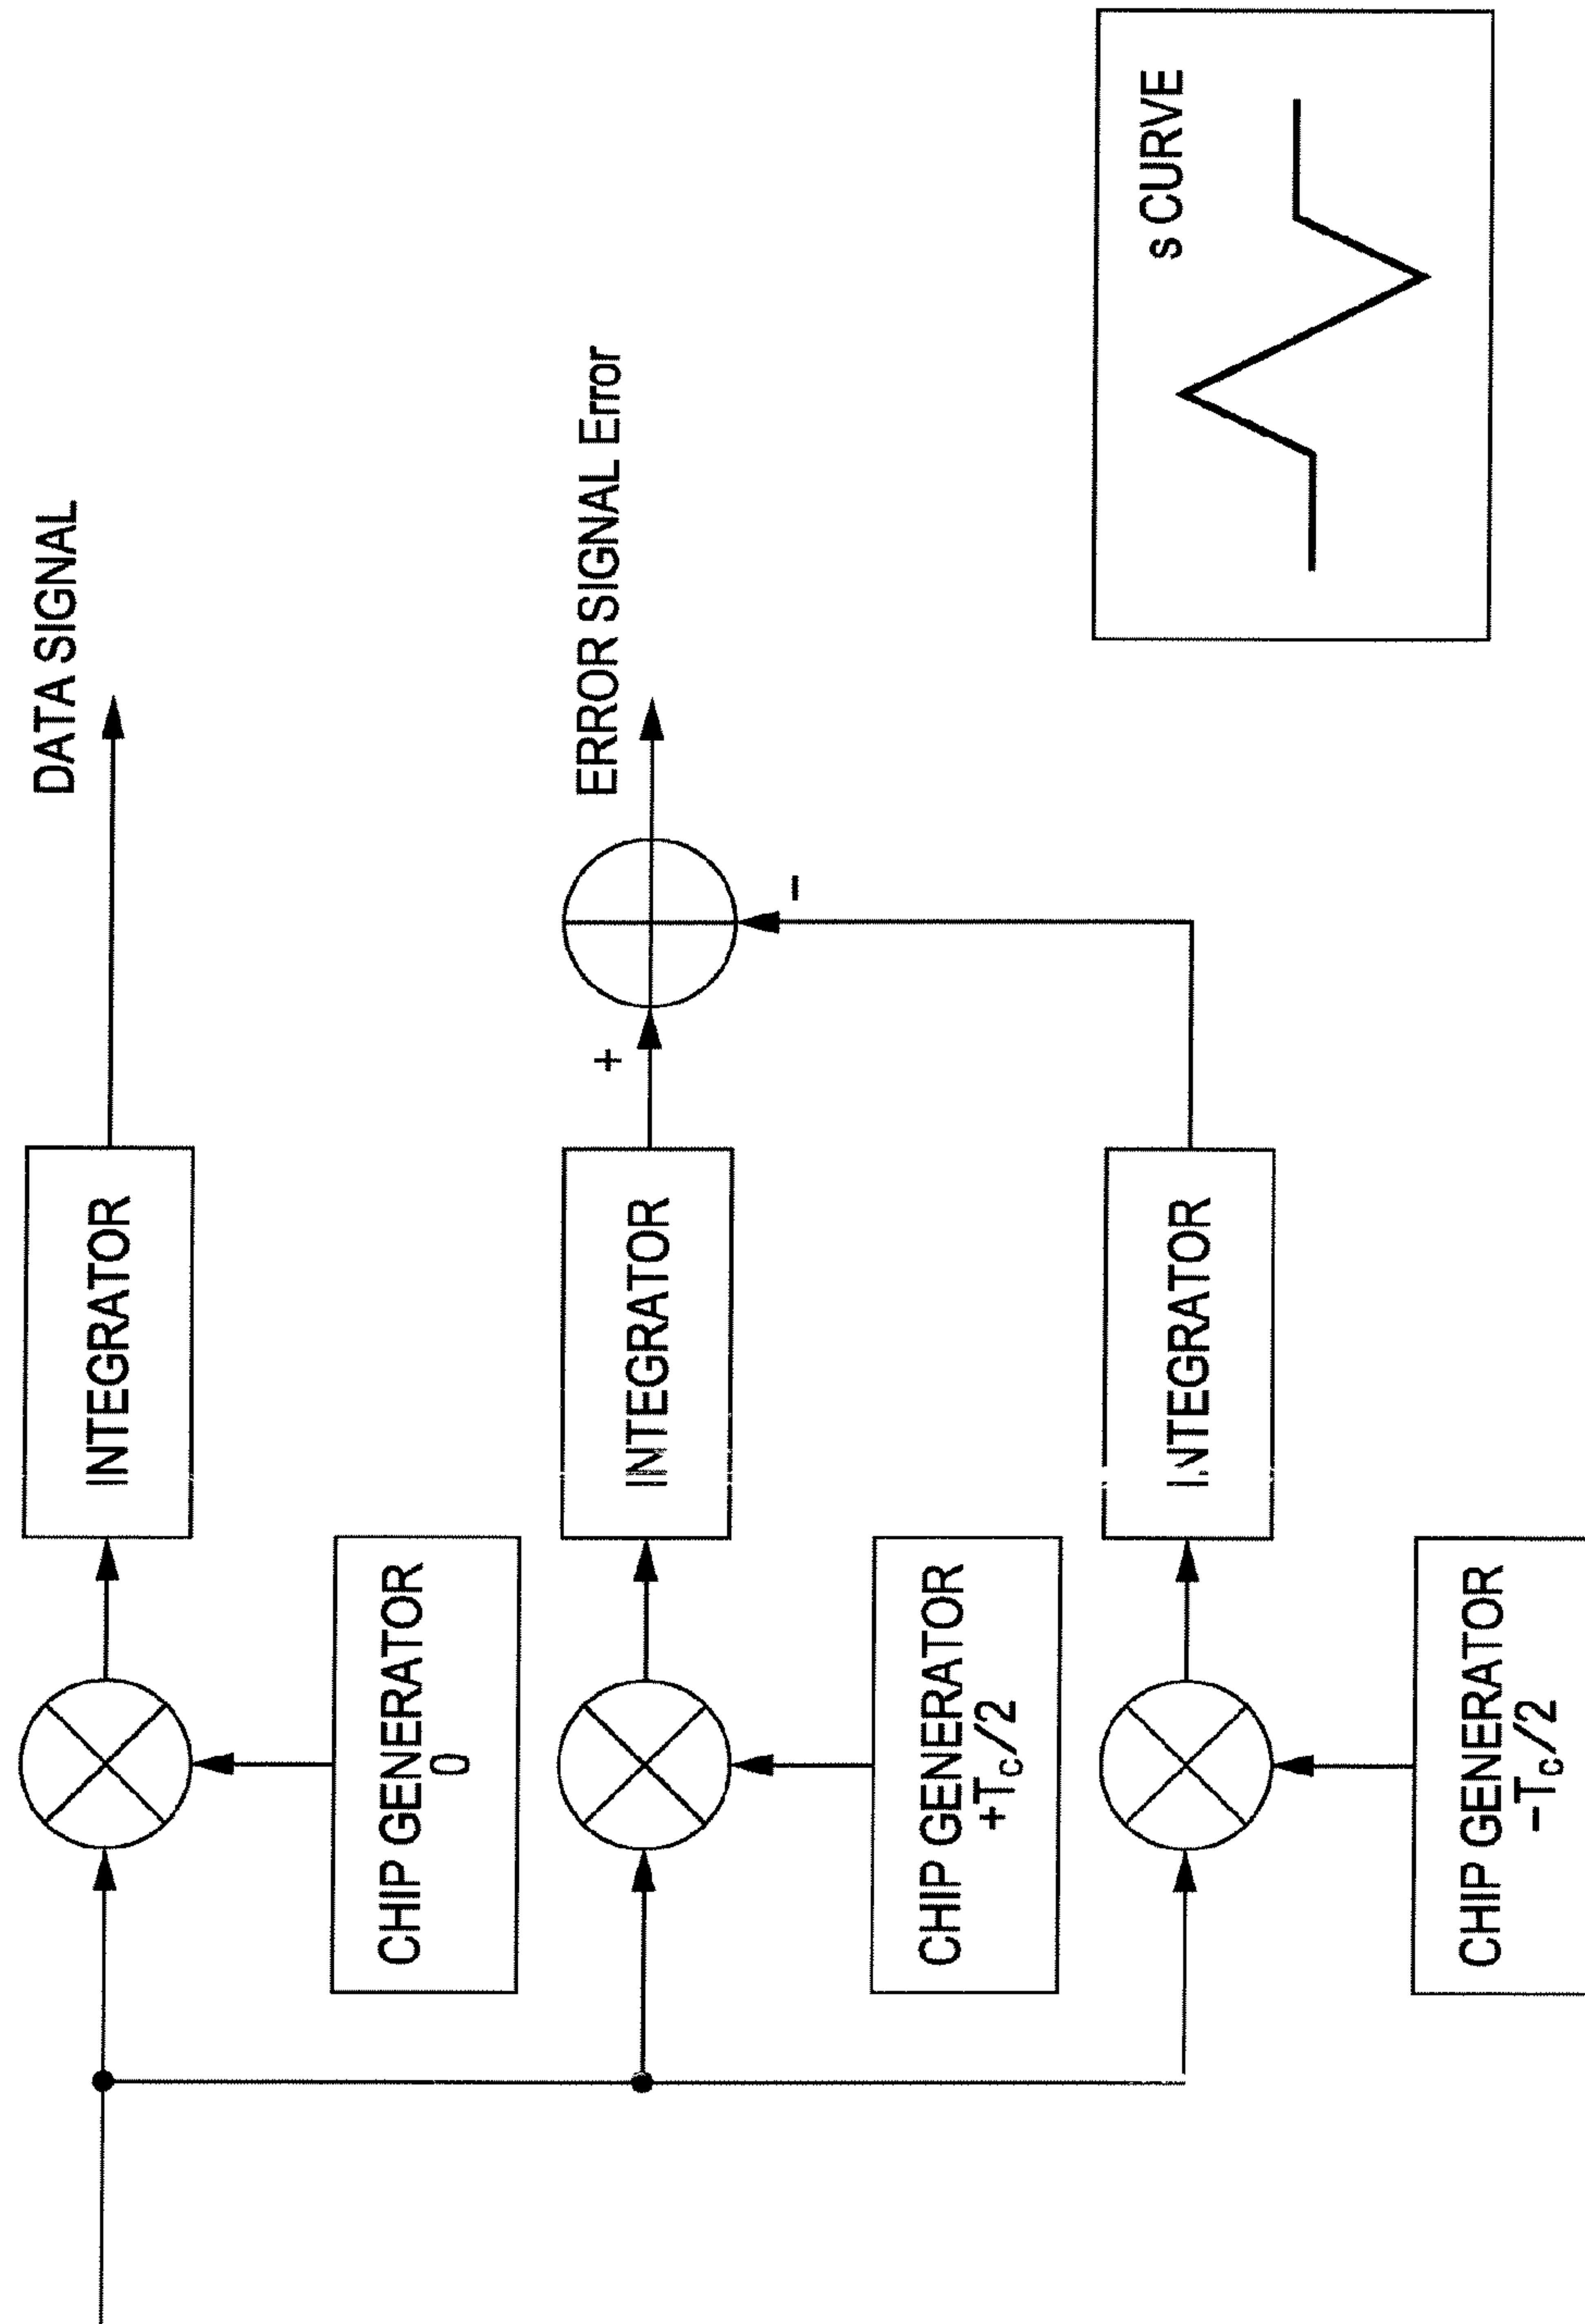 DATA SIGNAL
INTEGRATOR
CHIP GENERATOR
0
ERROR SIGNAL Error
+
INTEGRATOR
CHIP GENERATOR
+Tc/2
-
INTEGRATOR
CHIP GENERATOR
-Tc/2
s CURVE